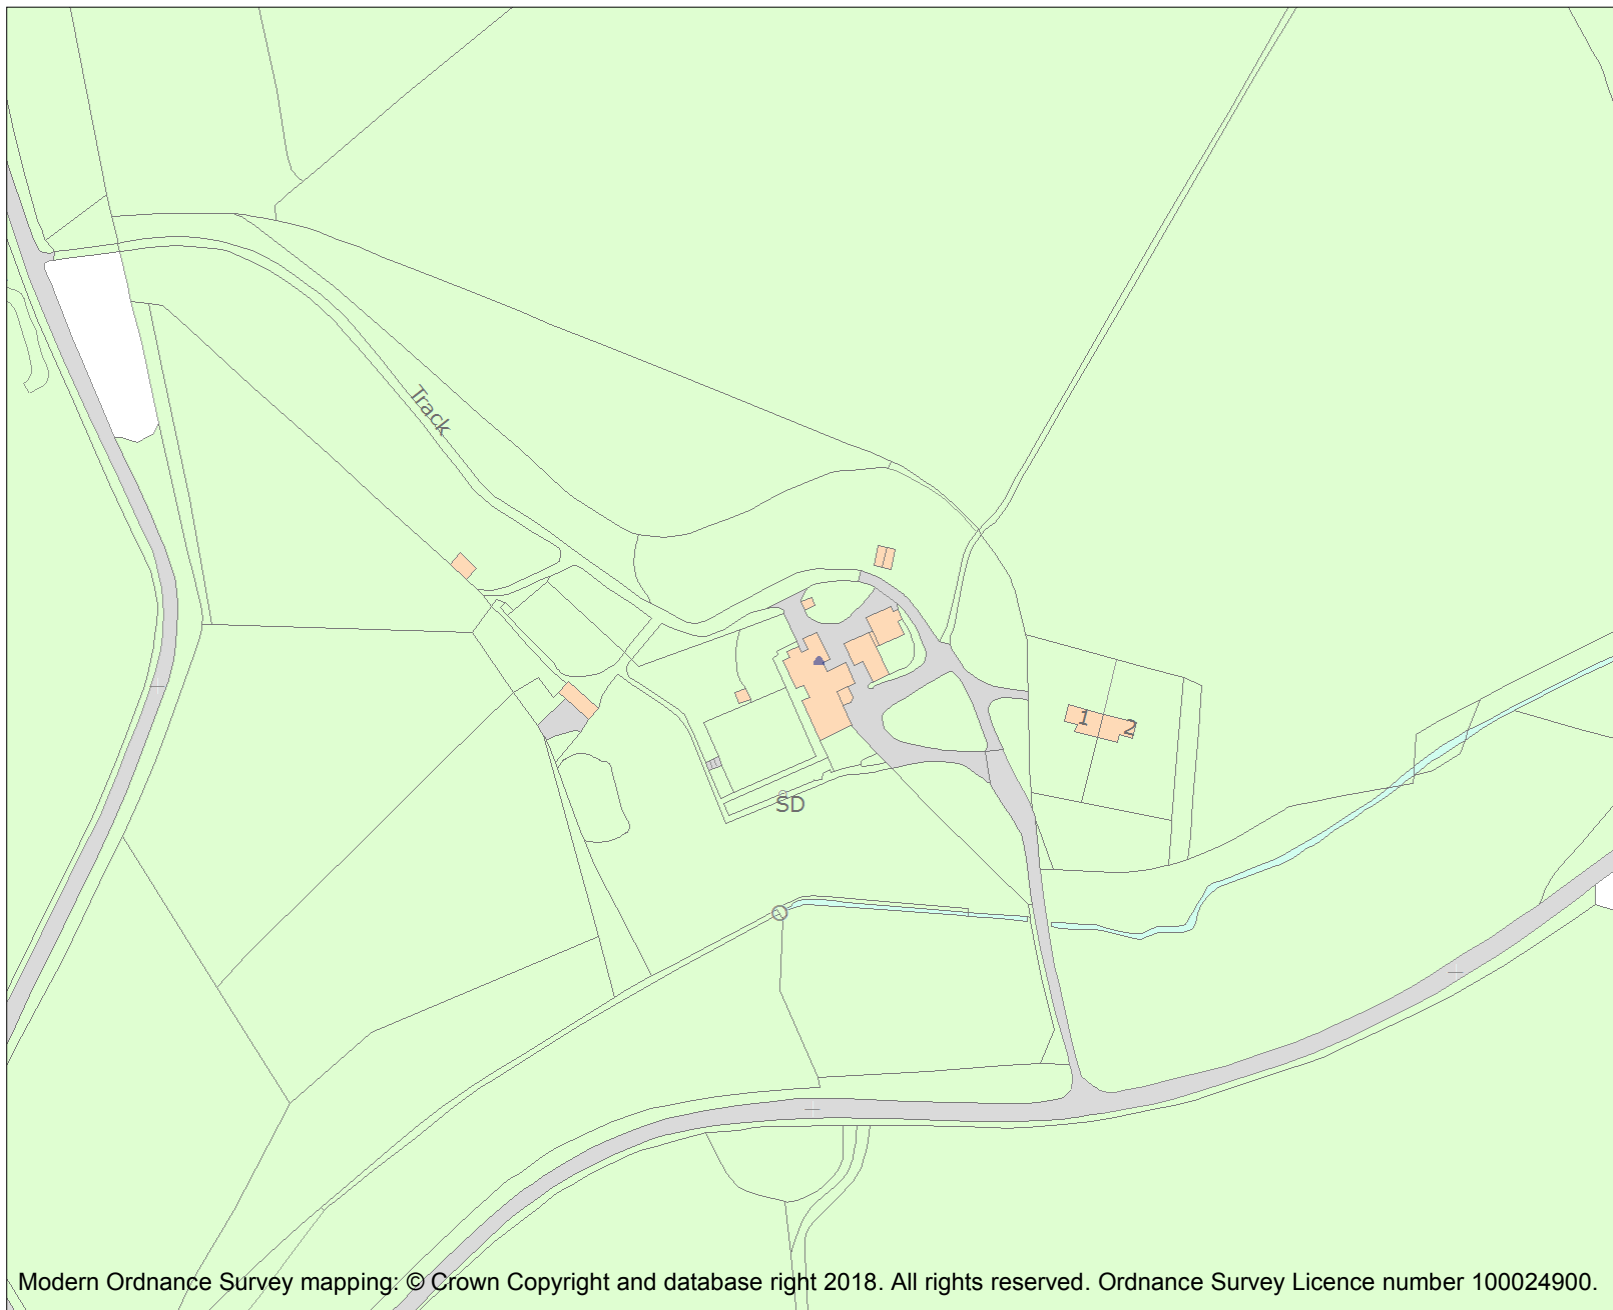 Track
1
2
SD
Modern Ordnance Survey mapping: © Crown Copyright and database right 2018. All rights reserved. Ordnance Survey Licence number 100024900.